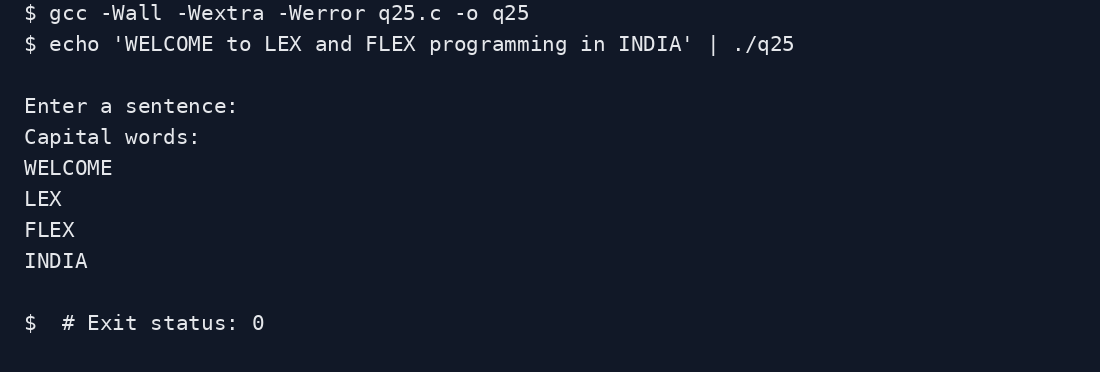 $ gcc -Wall -Wextra -Werror q25.c -o q25
$ echo 'WELCOME to LEX and FLEX programming in INDIA' | ./q25
Enter a sentence:
Capital words:
WELCOME
LEX
FLEX
INDIA
$  # Exit status: 0